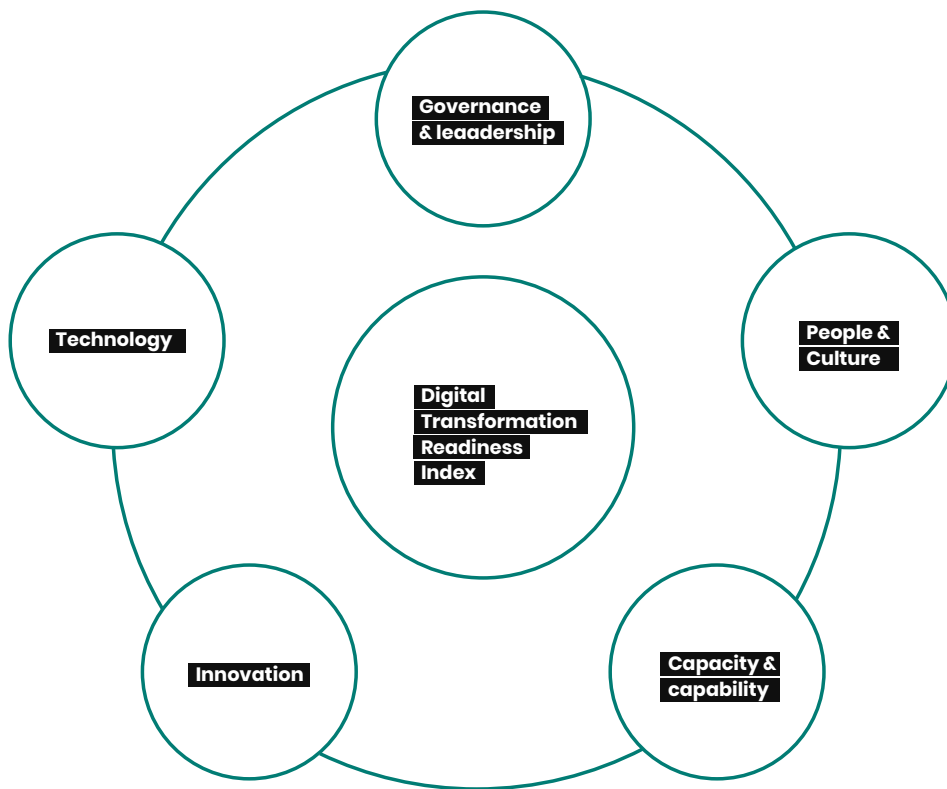 Governance
& leaadership
Technology
People &
Culture
Digital
Transformation
Readiness
Index
Innovation
Capacity &
capability